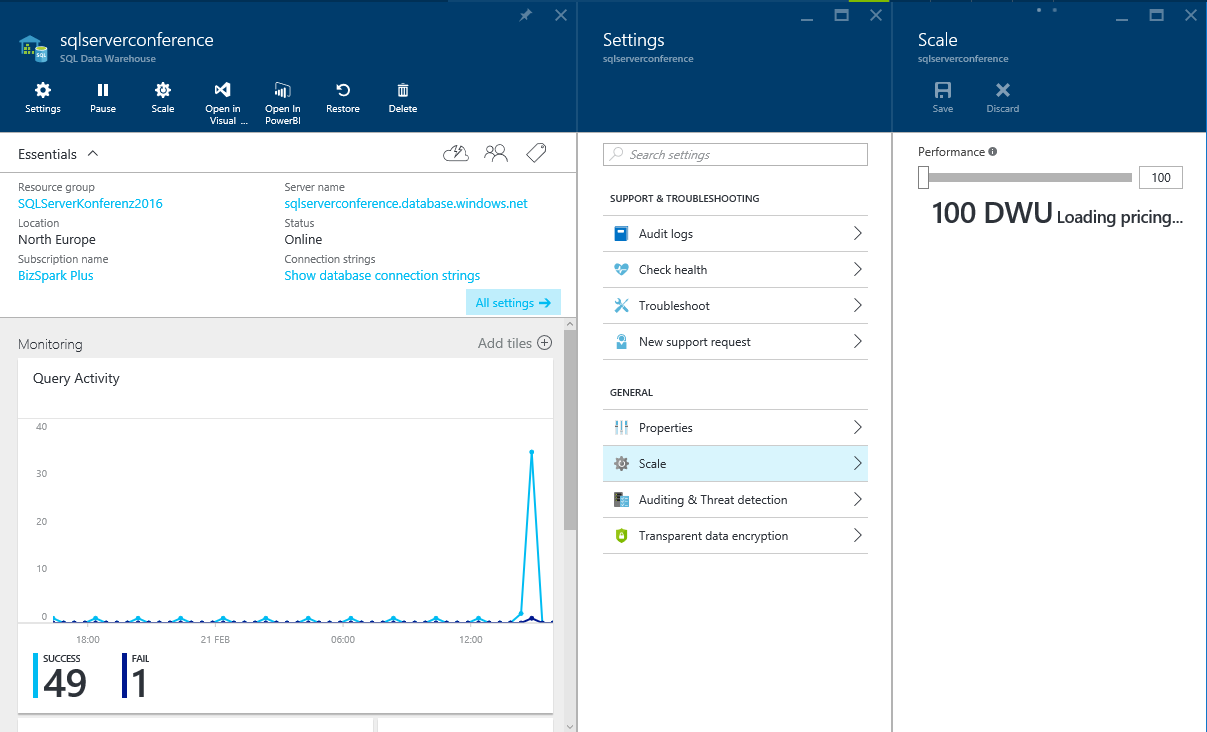 sqlserverconference
SQL Data Warehouse
Settings
Pause
Scale
Open in
Visual ...
Open In
PowerBI
Restore
Delete
Essentials
Resource group
SQLServerKonferenz2016
Location
North Europe
Subscription name
BizSpark Plus
Server name
sqlserverconference.database.windows.net
Status
Online
Connection strings
Show database connection strings
All settings
Monitoring
Add tiles
Query Activity
40
30
20
10
0
18:00
21 FEB
06:00
12:00
SUCCESS
49
FAIL
1
Settings
sqlserverconference
Search settings
SUPPORT & TROUBLESHOOTING
Audit logs
Check health
Troubleshoot
New support request
GENERAL
Properties
Scale
Auditing & Threat detection
Transparent data encryption
Scale
sqlserverconference
Save
Discard
Performance
100
100 DWU Loading pricing...